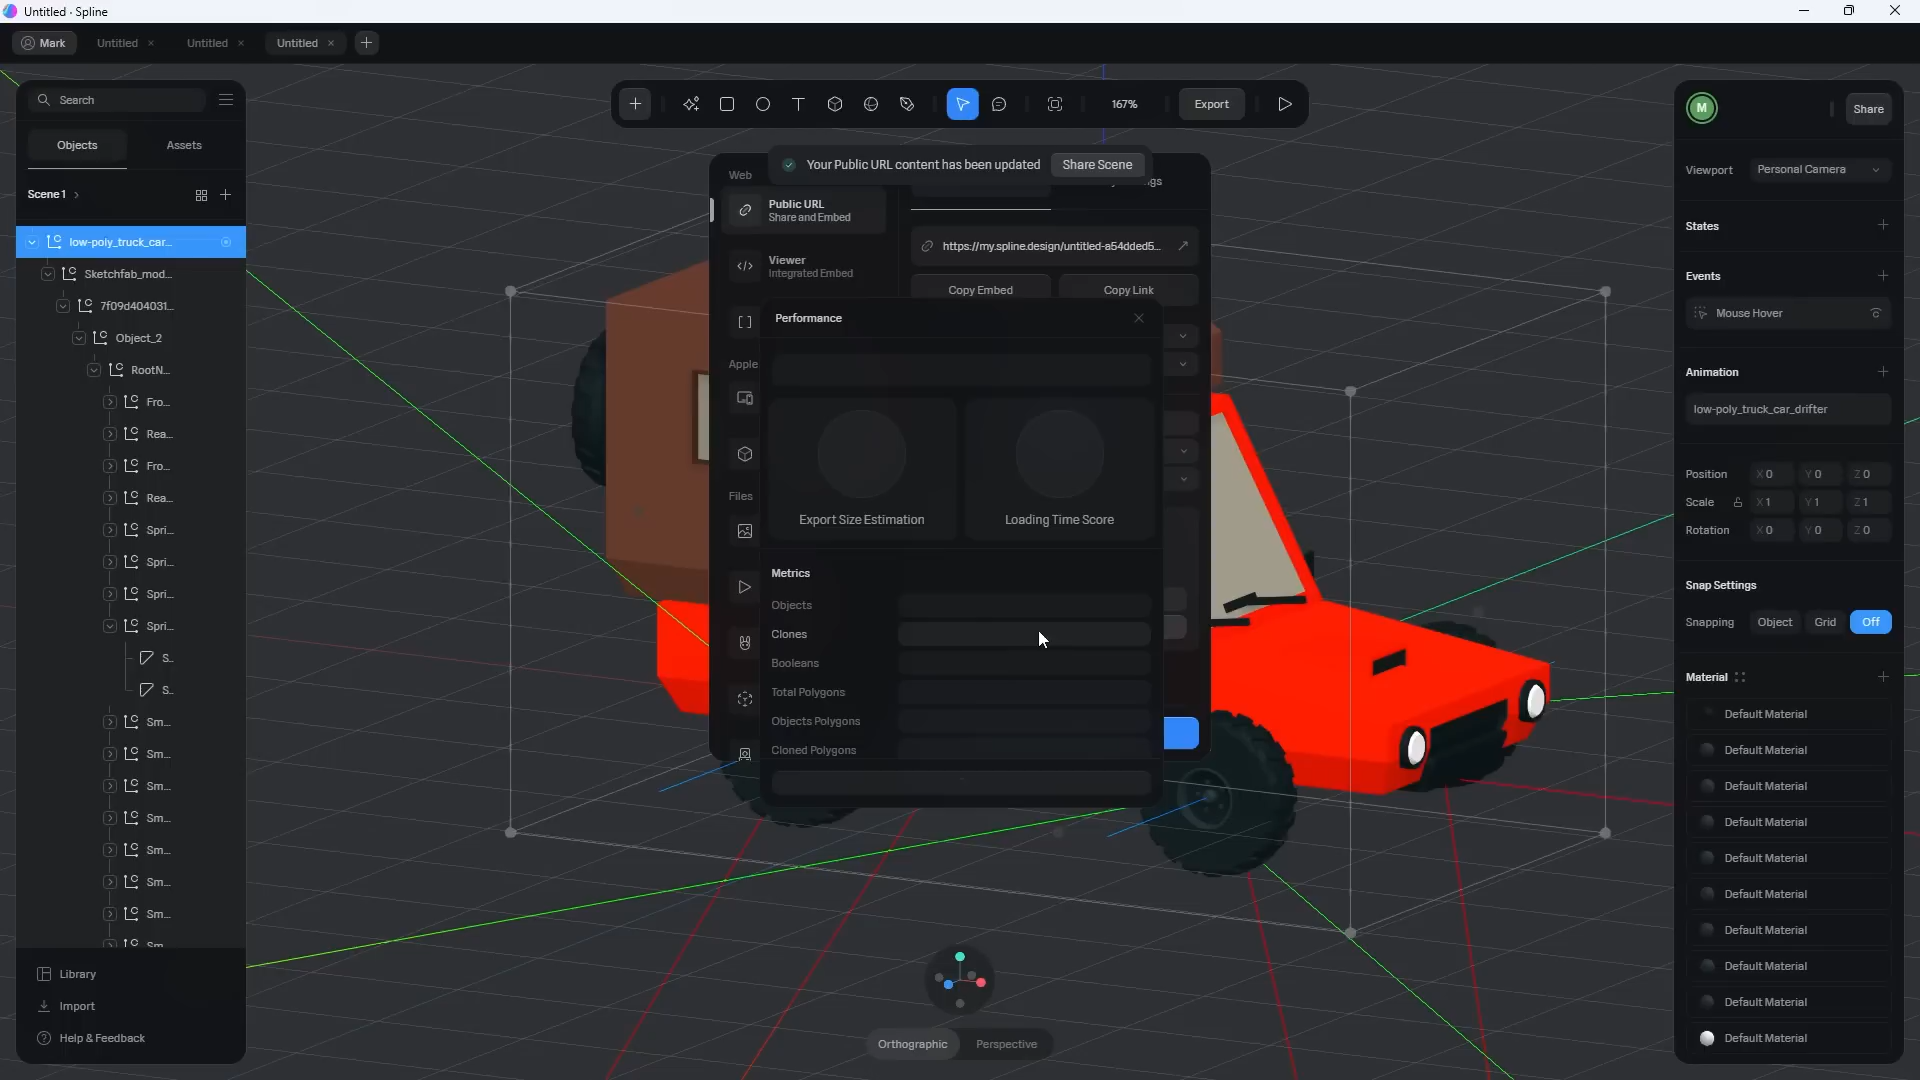 Untitled - Spline
Mark
Untitled
Untitled
Untitled
Search
Objects
Assets
Scene 1
low-poly_truck_car...
Sketchfab_mod...
7f09d404031...
Object_2
RootN...
Fro...
Rea...
Fro...
Rea...
Spri...
Spri...
Spri...
Spri...
S..
S..
Sm...
Sm...
Sm...
Sm...
Sm...
Sm...
Sm...
Sm...
Library
Import
Help & Feedback
T
167%
Export
Your Public URL content has been updated
Share Scene
Web
Public URL
Share and Embed
Viewer
Integrated Embed
Apple
Files
https://my.spline.design/untitled-a54dded5...
Copy Embed
Copy Link
Performance
Export Size Estimation
Loading Time Score
Metrics
Objects
Clones
Booleans
Total Polygons
Objects Polygons
Cloned Polygons
Orthographic
Perspective
M
Share
Viewport
Personal Camera
States
Events
Mouse Hover
Animation
low-poly_truck_car_drifter
Position X 0 Y 0 Z 0
Scale X 1 Y 1 Z 1
Rotation X 0 Y 0 Z 0
Snap Settings
Snapping Object Grid Off
Material
Default Material
Default Material
Default Material
Default Material
Default Material
Default Material
Default Material
Default Material
Default Material
Default Material